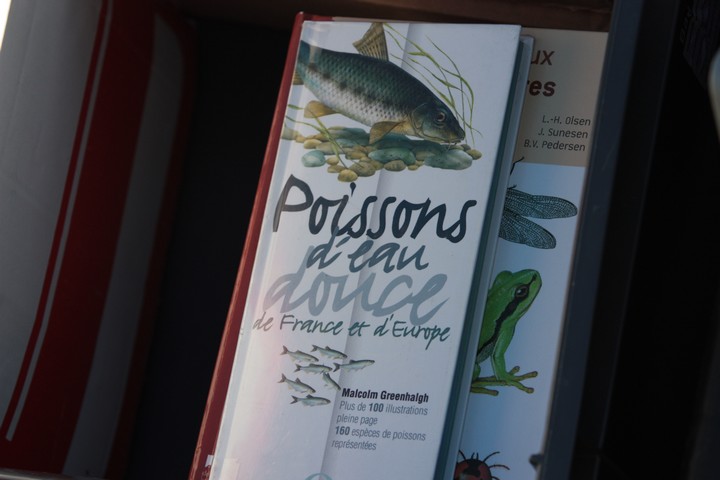 Poissons
d'eau
douce
de France et d'Europe
Malcolm Greenhalgh
Plus de 100 illustrations
pleine page
160 espèces de poissons
représentées
ux
res
L.-H. Olsen
J. Sunesen
B.V. Pedersen